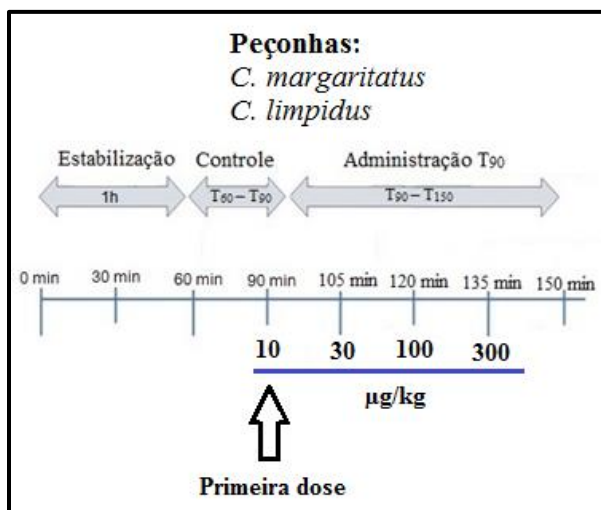 Peçonhas:
C. margaritatus
C. limpidus
Estabilização Controle Administração T90
1h T60 – T90 T90 – T150
0 min 30 min 60 min 90 min 105 min 120 min 135 min 150 min
10 30 100 300
µg/kg
Primeira dose